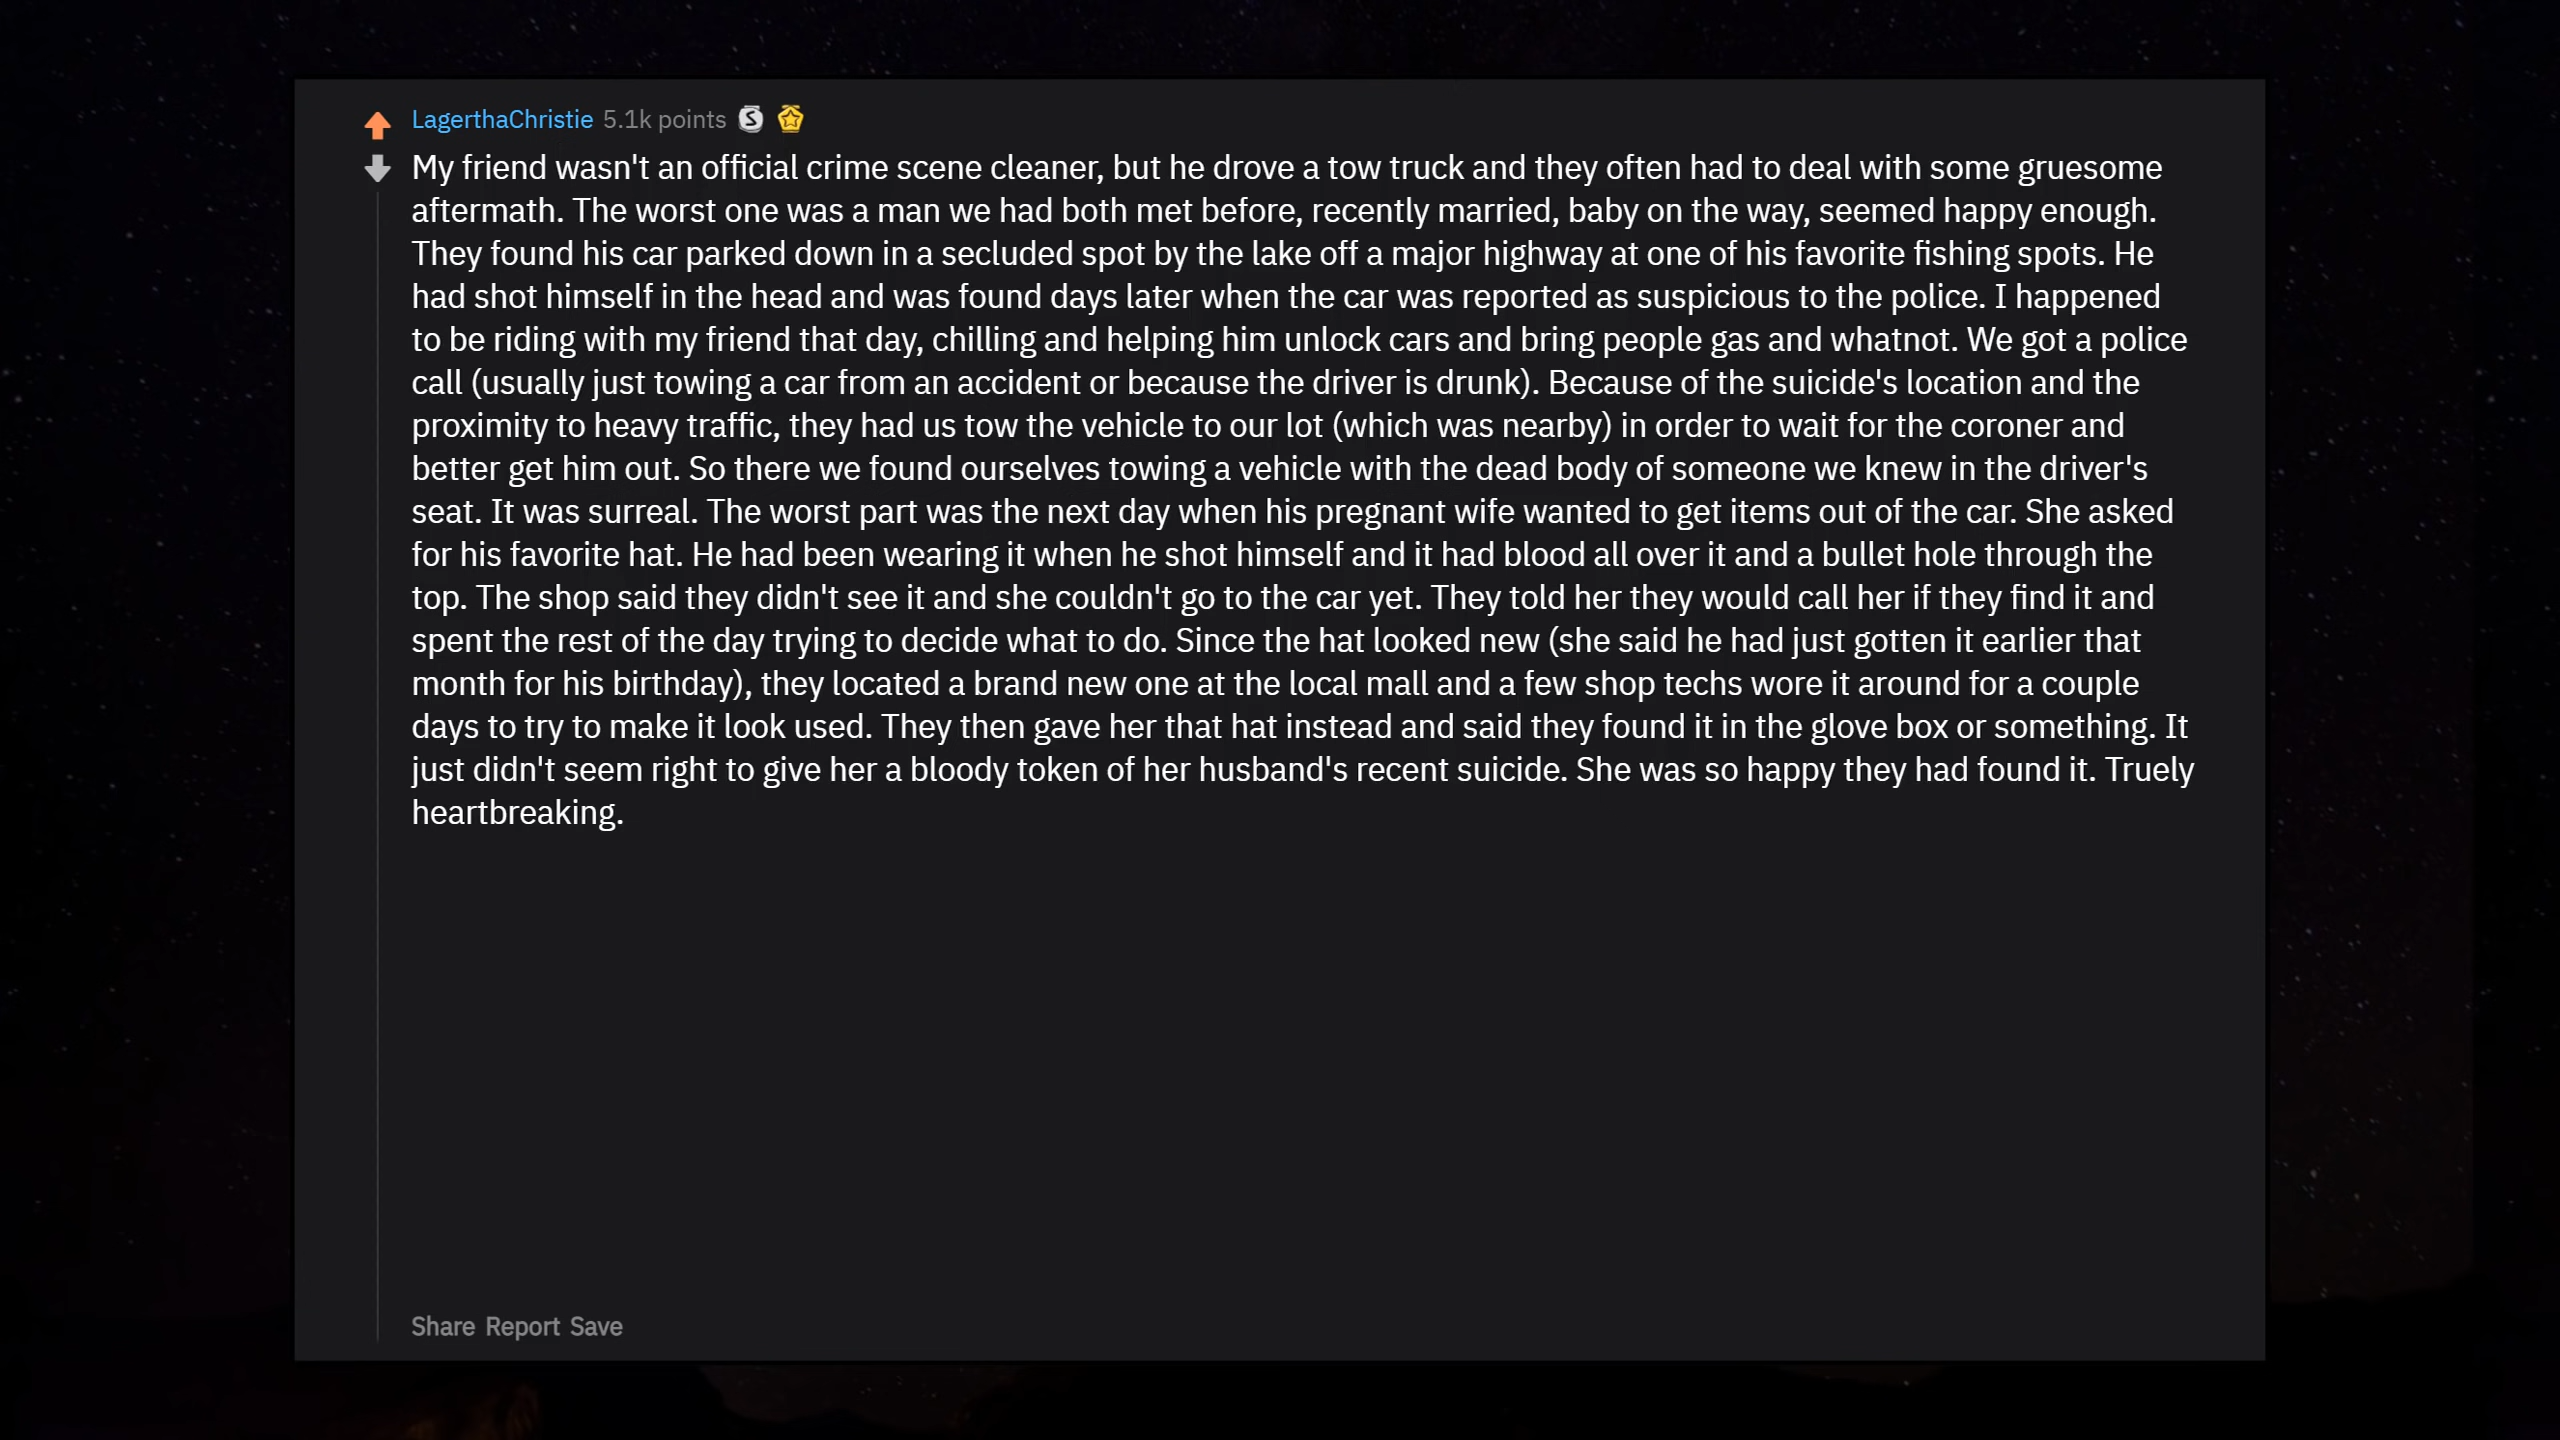 LagerthaChristie 5.1k points
My friend wasn't an official crime scene cleaner, but he drove a tow truck and they often had to deal with some gruesome
aftermath. The worst one was a man we had both met before, recently married, baby on the way, seemed happy enough.
They found his car parked down in a secluded spot by the lake off a major highway at one of his favorite fishing spots. He
had shot himself in the head and was found days later when the car was reported as suspicious to the police. I happened
to be riding with my friend that day, chilling and helping him unlock cars and bring people gas and whatnot. We got a police
call (usually just towing a car from an accident or because the driver is drunk). Because of the suicide's location and the
proximity to heavy traffic, they had us tow the vehicle to our lot (which was nearby) in order to wait for the coroner and
better get him out. So there we found ourselves towing a vehicle with the dead body of someone we knew in the driver's
seat. It was surreal. The worst part was the next day when his pregnant wife wanted to get items out of the car. She asked
for his favorite hat. He had been wearing it when he shot himself and it had blood all over it and a bullet hole through the
top. The shop said they didn't see it and she couldn't go to the car yet. They told her they would call her if they find it and
spent the rest of the day trying to decide what to do. Since the hat looked new (she said he had just gotten it earlier that
month for his birthday), they located a brand new one at the local mall and a few shop techs wore it around for a couple
days to try to make it look used. They then gave her that hat instead and said they found it in the glove box or something. It
just didn't seem right to give her a bloody token of her husband's recent suicide. She was so happy they had found it. Truely
heartbreaking.
Share Report Save